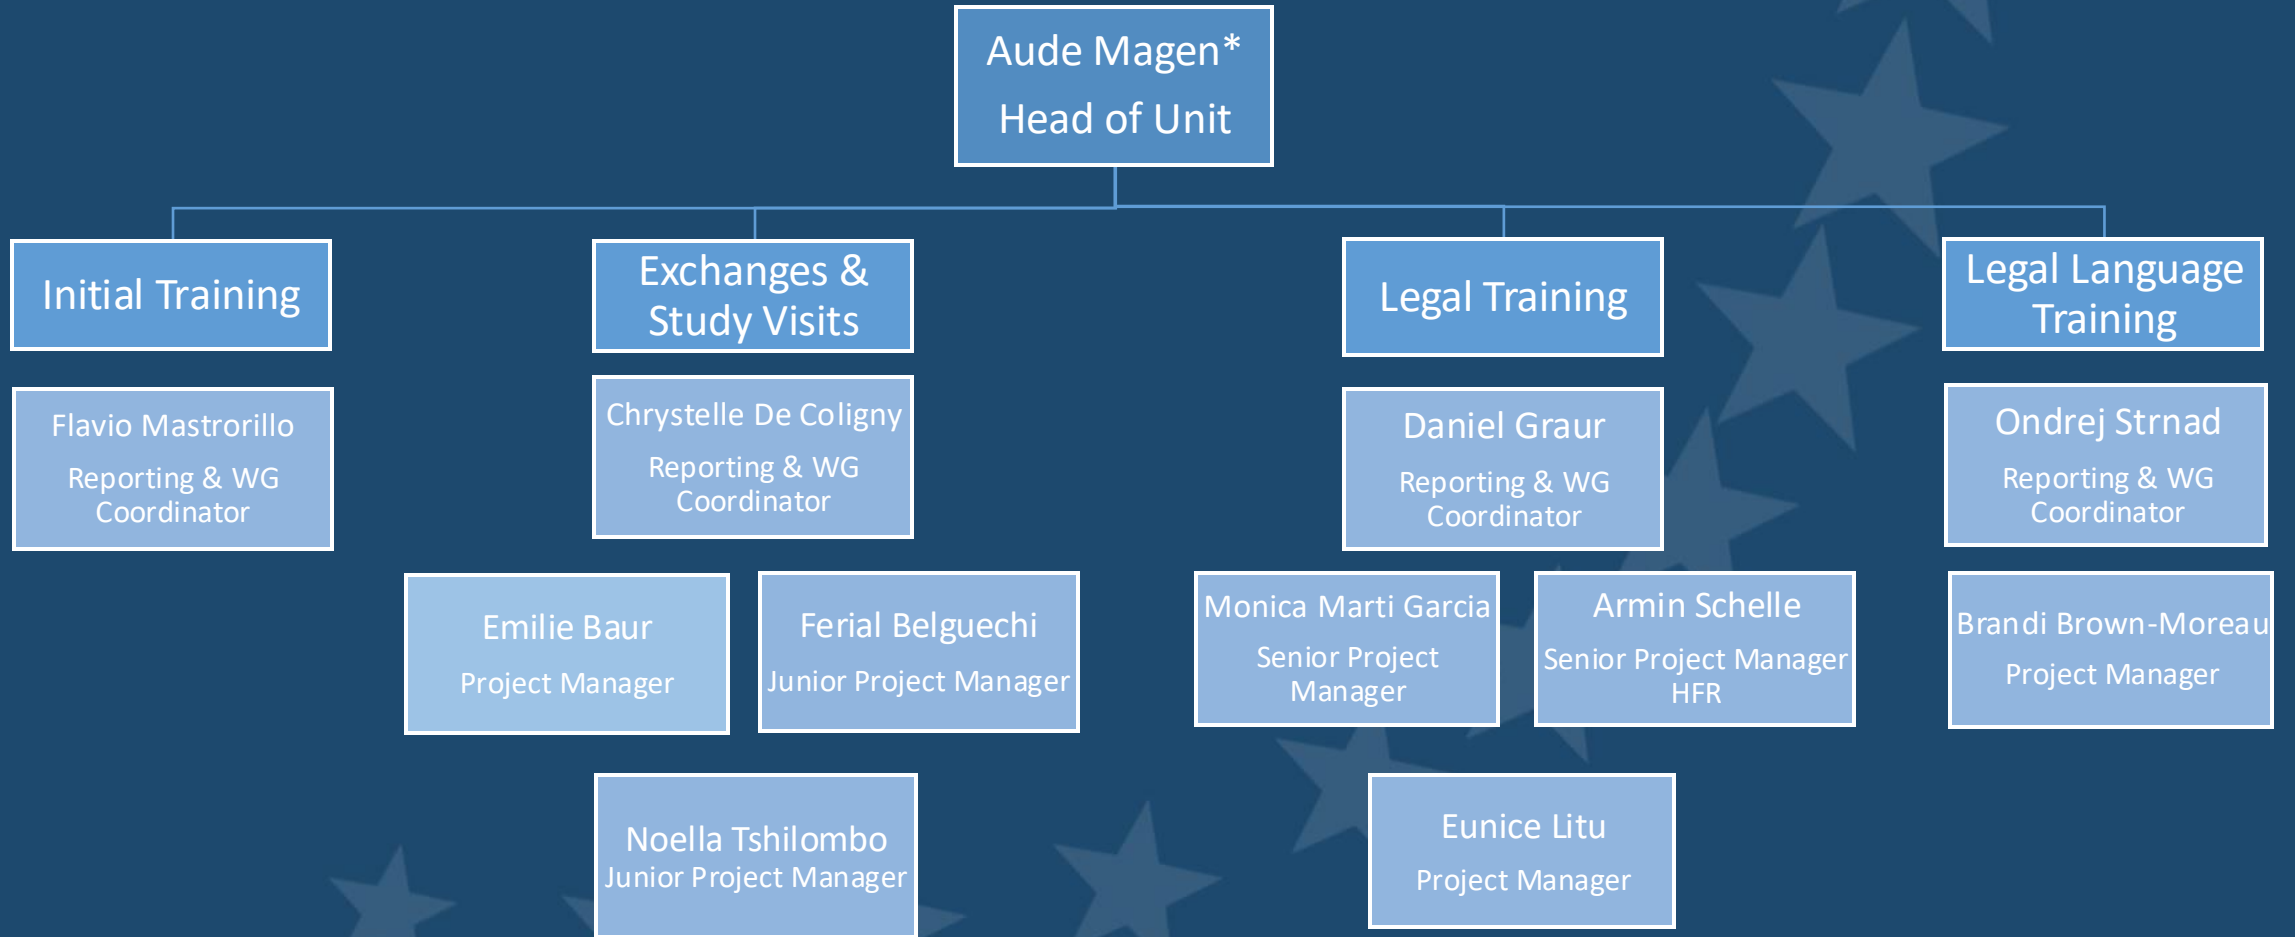 Aude Magen*
Head of Unit
Initial Training
Exchanges &
Study Visits
Legal Training
Legal Language
Training
Flavio Mastrorillo
Reporting & WG
Coordinator
Chrystelle De Coligny
Reporting & WG
Coordinator
Daniel Graur
Reporting & WG
Coordinator
Ondrej Strnad
Reporting & WG
Coordinator
Emilie Baur
Project Manager
Ferial Belguechi
Junior Project Manager
Monica Marti Garcia
Senior Project
Manager
Armin Schelle
Senior Project Manager
HFR
Brandi Brown-Moreau
Project Manager
Noella Tshilombo
Junior Project Manager
Eunice Litu
Project Manager